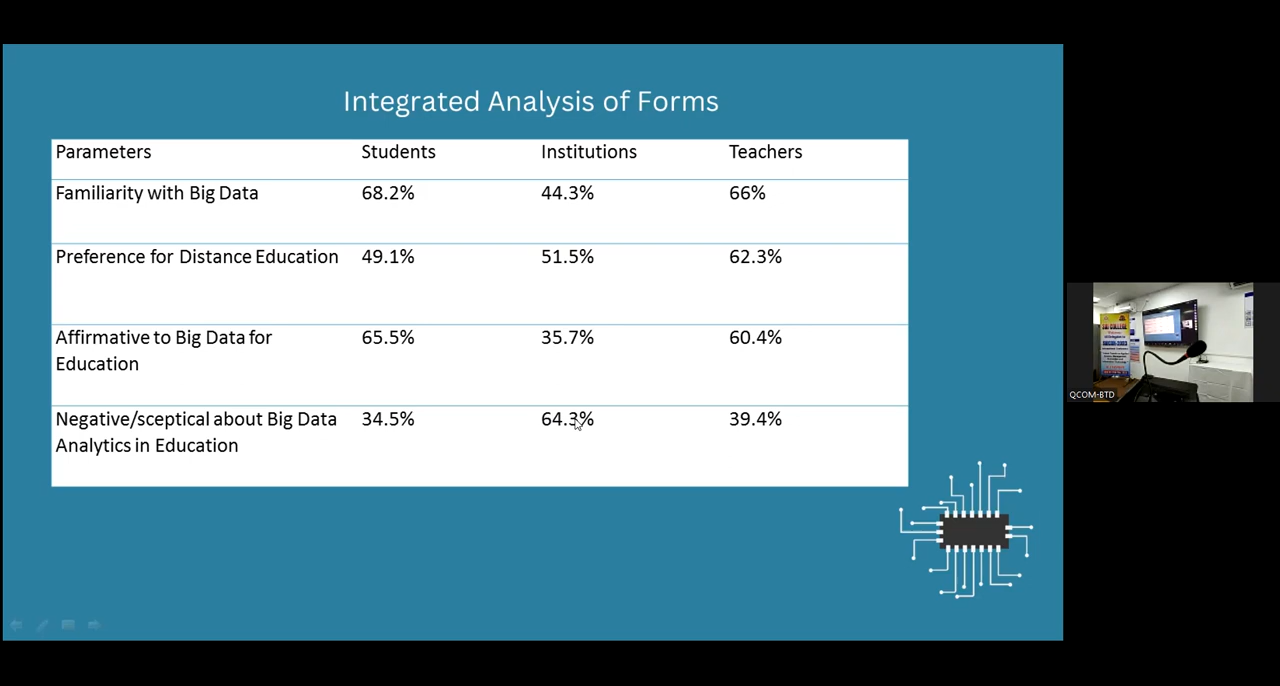 Integrated Analysis of Forms
Parameters Students Institutions Teachers
Familiarity with Big Data 68.2% 44.3% 66%
Preference for Distance Education 49.1% 51.5% 62.3%
Affirmative to Big Data for 65.5% 35.7% 60.4%
Education
Negative/sceptical about Big Data 34.5% 64.3% 39.4%
Analytics in Education
QCOM-BTD